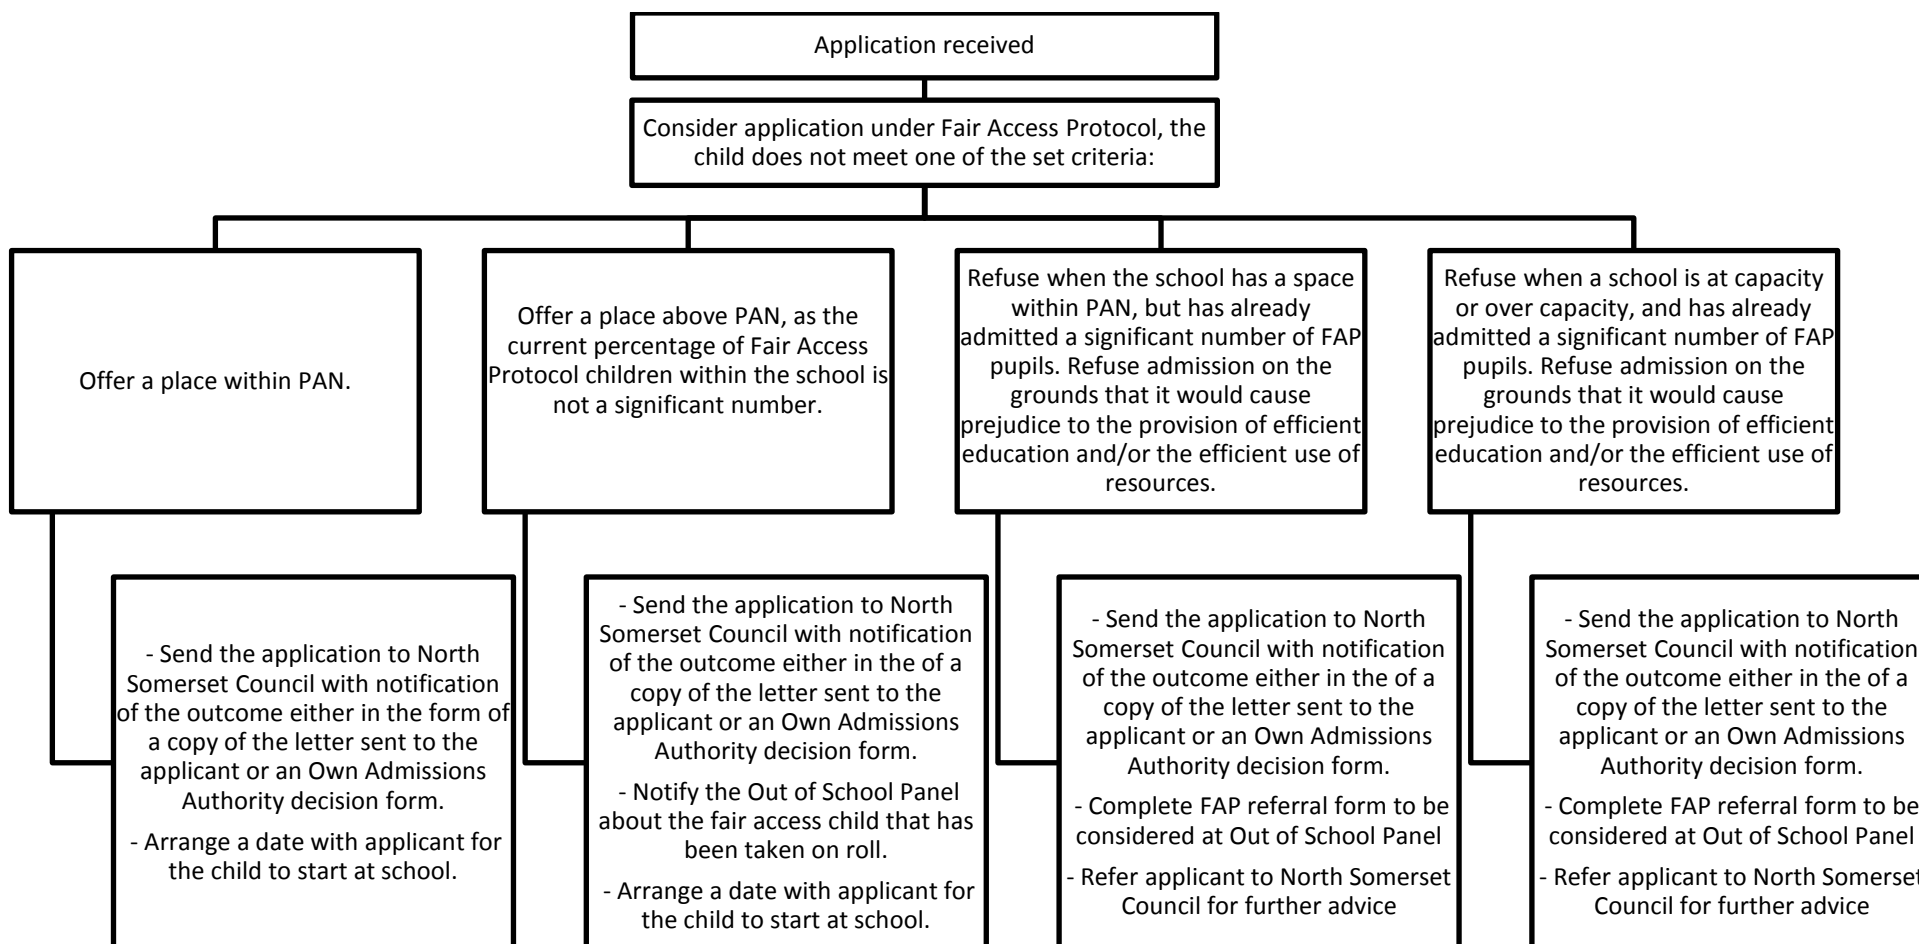 Application received
Consider application under Fair Access Protocol, the
child does not meet one of the set criteria:
Offer a place within PAN.
Offer a place above PAN, as the
current percentage of Fair Access
Protocol children within the school is
not a significant number.
Refuse when the school has a space
within PAN, but has already
admitted a significant number of FAP
pupils. Refuse admission on the
grounds that it would cause
prejudice to the provision of efficient
education and/or the efficient use of
resources.
Refuse when a school is at capacity
or over capacity, and has already
admitted a significant number of FAP
pupils. Refuse admission on the
grounds that it would cause
prejudice to the provision of efficient
education and/or the efficient use of
resources.
- Send the application to North
Somerset Council with notification
of the outcome either in the form of
a copy of the letter sent to the
applicant or an Own Admissions
Authority decision form.
- Arrange a date with applicant for
the child to start at school.
- Send the application to North
Somerset Council with notification
of the outcome either in the of a
copy of the letter sent to the
applicant or an Own Admissions
Authority decision form.
- Notify the Out of School Panel
about the fair access child that has
been taken on roll.
- Arrange a date with applicant for
the child to start at school.
- Send the application to North
Somerset Council with notification
of the outcome either in the of a
copy of the letter sent to the
applicant or an Own Admissions
Authority decision form.
- Complete FAP referral form to be
considered at Out of School Panel
- Refer applicant to North Somerset
Council for further advice
- Send the application to North
Somerset Council with notification
of the outcome either in the of a
copy of the letter sent to the
applicant or an Own Admissions
Authority decision form.
- Complete FAP referral form to be
considered at Out of School Panel
- Refer applicant to North Somerset
Council for further advice